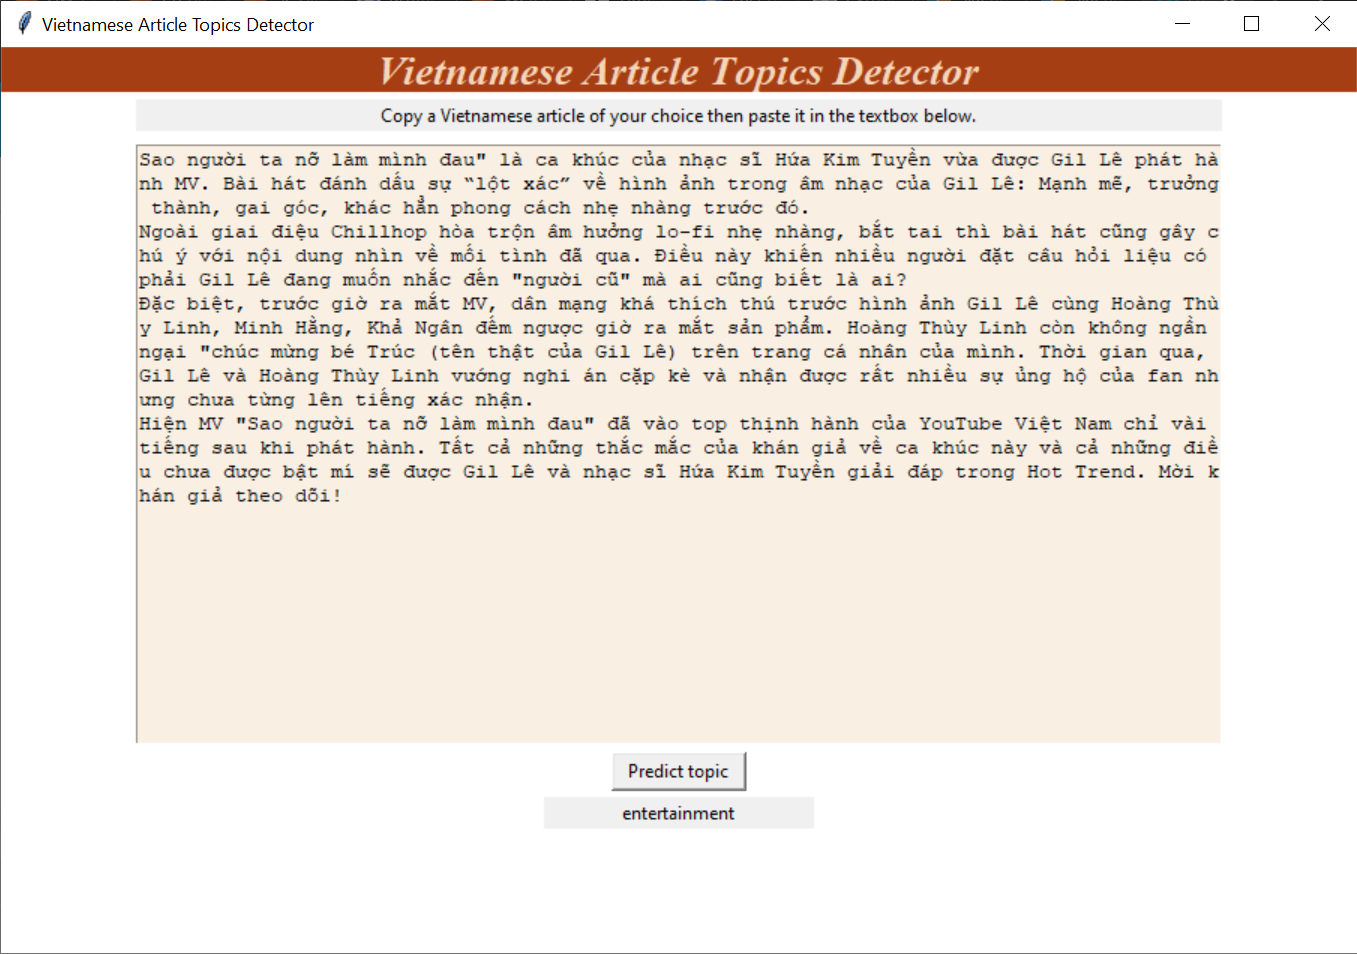 Vietnamese Article Topics Detector
Vietnamese Article Topics Detector
Copy a Vietnamese article of your choice then paste it in the textbox below.
Sao người ta nỡ làm mình đau" là ca khúc của nhạc sĩ Hứa Kim Tuyền vừa được Gil Lê phát hà
nh MV. Bài hát đánh dấu sự “lột xác” về hình ảnh trong âm nhạc của Gil Lê: Mạnh mẽ, trưởng
thành, gai góc, khác hẳn phong cách nhẹ nhàng trước đó.
Ngoài giai điệu Chillhop hòa trộn âm hưởng lo-fi nhẹ nhàng, bắt tai thì bài hát cũng gây c
hú ý với nội dung nhìn về mối tình đã qua. Điều này khiến nhiều người đặt câu hỏi liệu có
phải Gil Lê đang muốn nhắc đến "người cũ" mà ai cũng biết là ai?
Đặc biệt, trước giờ ra mắt MV, dân mạng khá thích thú trước hình ảnh Gil Lê cùng Hoàng Thù
y Linh, Minh Hằng, Khả Ngân đếm ngược giờ ra mắt sản phẩm. Hoàng Thùy Linh còn không ngần
ngại "chúc mừng bé Trúc (tên thật của Gil Lê) trên trang cá nhân của mình. Thời gian qua,
Gil Lê và Hoàng Thùy Linh vướng nghi án cặp kè và nhận được rất nhiều sự ủng hộ của fan nh
ưng chưa từng lên tiếng xác nhận.
Hiện MV "Sao người ta nỡ làm mình đau" đã vào top thịnh hành của YouTube Việt Nam chỉ vài
tiếng sau khi phát hành. Tất cả những thắc mắc của khán giả về ca khúc này và cả những điề
u chưa được bật mí sẽ được Gil Lê và nhạc sĩ Hứa Kim Tuyền giải đáp trong Hot Trend. Mời k
hán giả theo dõi!
Predict topic
entertainment